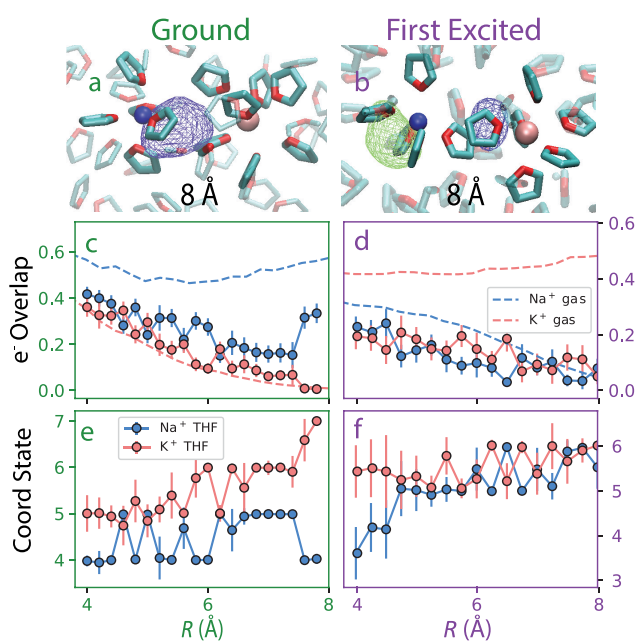 Ground
First Excited
a
b
8 Å
8 Å
c
d
0.6
0.4
0.2
0.0
e⁻ Overlap
0.6
0.4
0.2
0.0
Na⁺ gas
K⁺ gas
e
f
7
6
5
4
Coord State
Na⁺ THF
K⁺ THF
6
5
4
3
4
6
8
R (Å)
4
6
8
R (Å)